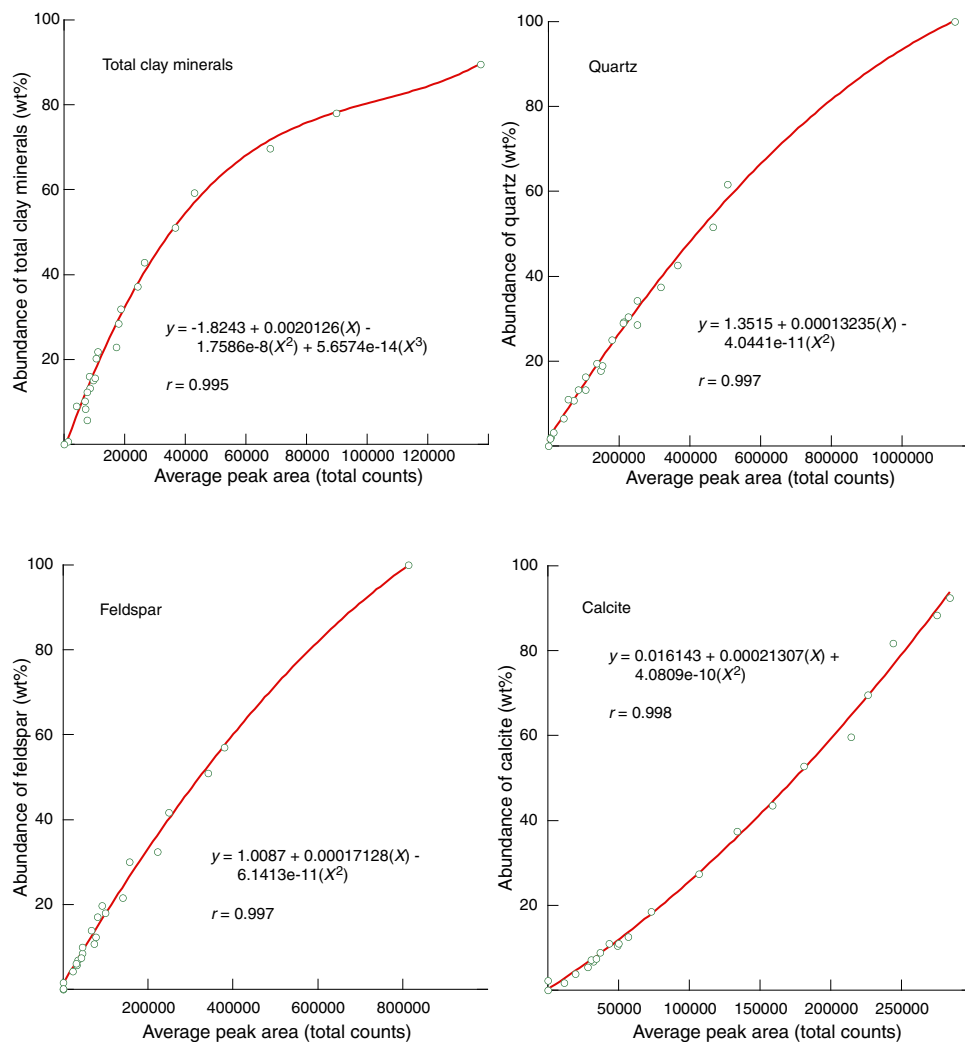 Total clay minerals
Abundance of total clay minerals (wt%)
100
80
60
40
20
y = -1.8243 + 0.0020126(X) -
1.7586e-8(X2) + 5.6574e-14(X3)
r = 0.995
20000 40000 60000 80000 100000 120000
Average peak area (total counts)
Quartz
Abundance of quartz (wt%)
100
80
60
40
20
y = 1.3515 + 0.00013235(X) -
4.0441e-11(X2)
r = 0.997
200000 400000 600000 800000 1000000
Average peak area (total counts)
Feldspar
Abundance of feldspar (wt%)
100
80
60
40
20
y = 1.0087 + 0.00017128(X) -
6.1413e-11(X2)
r = 0.997
200000 400000 600000 800000
Average peak area (total counts)
Calcite
Abundance of calcite (wt%)
100
80
60
40
20
y = 0.016143 + 0.00021307(X) +
4.0809e-10(X2)
r = 0.998
50000 100000 150000 200000 250000
Average peak area (total counts)